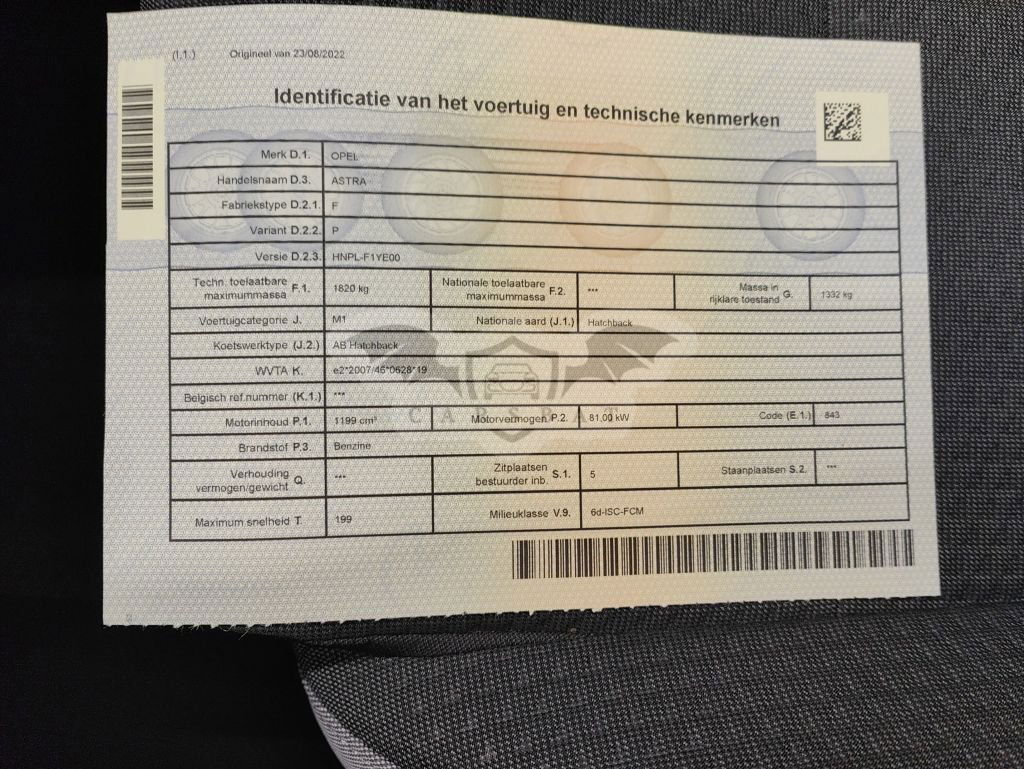 (I.1.) Origineel van 23/08/2022
Identificatie van het voertuig en technische kenmerken
Merk D.1. OPEL
Handelsnaam D.3. ASTRA
Fabriekstype D.2.1. F
Variant D.2.2. P
Versie D.2.3. HNPL-F1YE00
Techn. toelaatbare maximummassa F.1. 1820 kg Nationale toelaatbare maximummassa F.2. *** Massa in rijklare toestand G. 1332 kg
Voertuigcategorie J. M1 Nationale aard (J.1.) Hatchback
Koetswerktype (J.2.) AB Hatchback
WVTA K. e2*2007/46*0628*19
Belgisch ref.nummer (K.1.) ***
Motorinhoud P.1. 1199 cm³ Motorvermogen P.2. 81.00 kW Code (E.1.) 843
Brandstof P.3. Benzine
Verhouding vermogen/gewicht Q. *** Zitplaatsen bestuurder inb. S.1. 5 Staanplaatsen S.2. ***
Maximum snelheid T. 199 Milieuklasse V.9. 6d-ISC-FCM
CARSBAT